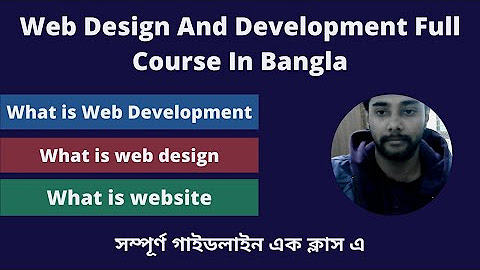 Web Design And Development Full
Course In Bangla
What is Web Development
What is web design
What is website
সম্পূর্ণ গাইডলাইন এক ক্লাস এ